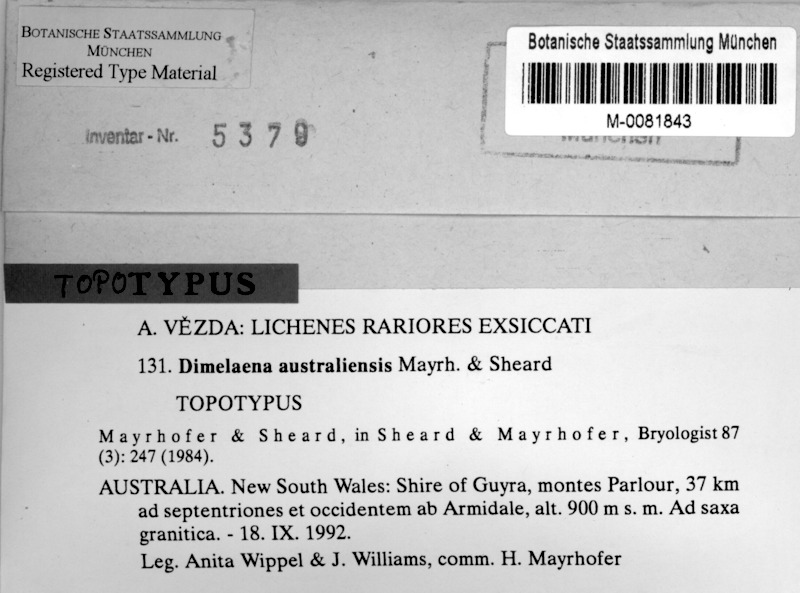 BOTANISCHE STAATSSAMMLUNG
MÜNCHEN
Registered Type Material
Inventar-Nr. 5379
Botanische Staatssammlung München
M-0081843
München
TOPOTYPUS
A. VĚZDA: LICHENES RARIORES EXSICCATI
131. Dimelaena australiensis Mayrh. & Sheard
TOPOTYPUS
Mayrhofer & Sheard, in Sheard & Mayrhofer, Bryologist 87
(3): 247 (1984).
AUSTRALIA. New South Wales: Shire of Guyra, montes Parlour, 37 km
ad septentriones et occidentem ab Armidale, alt. 900 m s. m. Ad saxa
granitica. - 18. IX. 1992.
Leg. Anita Wippel & J. Williams, comm. H. Mayrhofer